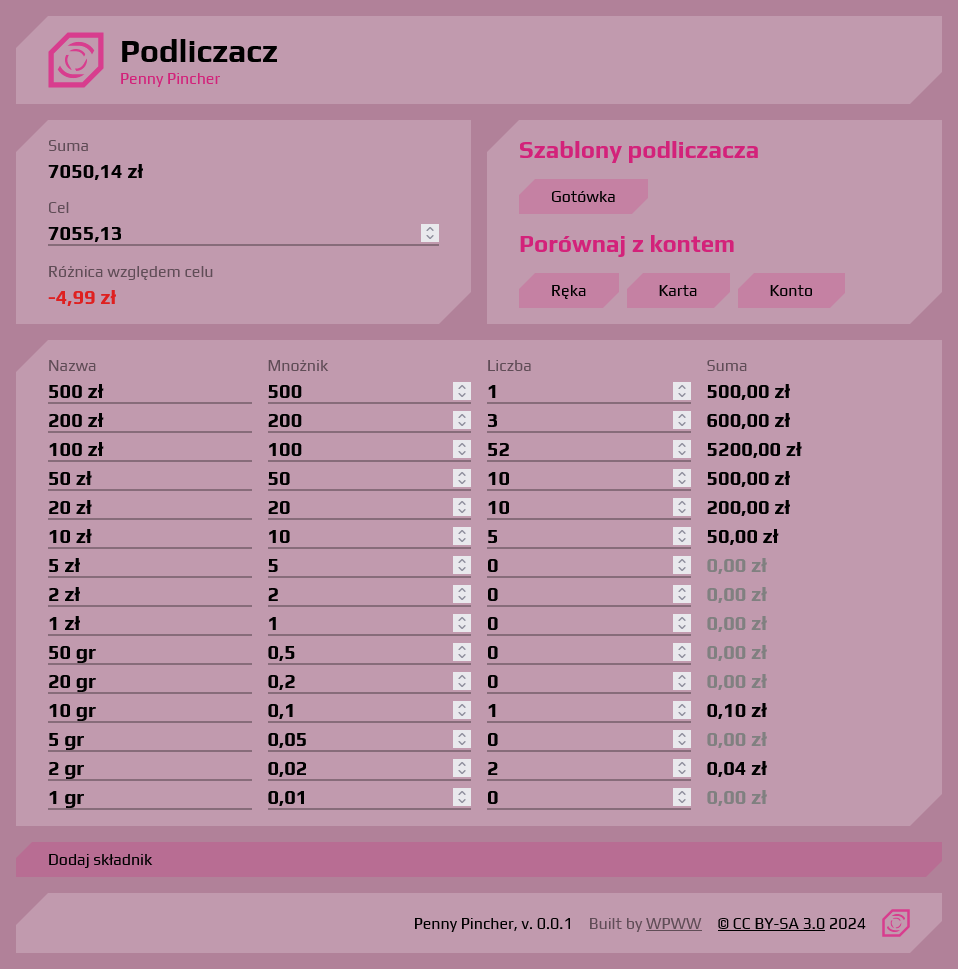 Podliczacz
Penny Pincher
Suma
7050,14 zł
Cel
7055,13
Różnica względem celu
-4,99 zł
Szablony podliczacza
Gotówka
Porównaj z kontem
Ręka Karta Konto
Nazwa Mnożnik Liczba Suma
500 zł 500 1 500,00 zł
200 zł 200 3 600,00 zł
100 zł 100 52 5200,00 zł
50 zł 50 10 500,00 zł
20 zł 20 10 200,00 zł
10 zł 10 5 50,00 zł
5 zł 5 0 0,00 zł
2 zł 2 0 0,00 zł
1 zł 1 0 0,00 zł
50 gr 0,5 0 0,00 zł
20 gr 0,2 0 0,00 zł
10 gr 0,1 1 0,10 zł
5 gr 0,05 0 0,00 zł
2 gr 0,02 2 0,04 zł
1 gr 0,01 0 0,00 zł
Dodaj składnik
Penny Pincher, v. 0.0.1 Built by WPWW © CC BY-SA 3.0 2024